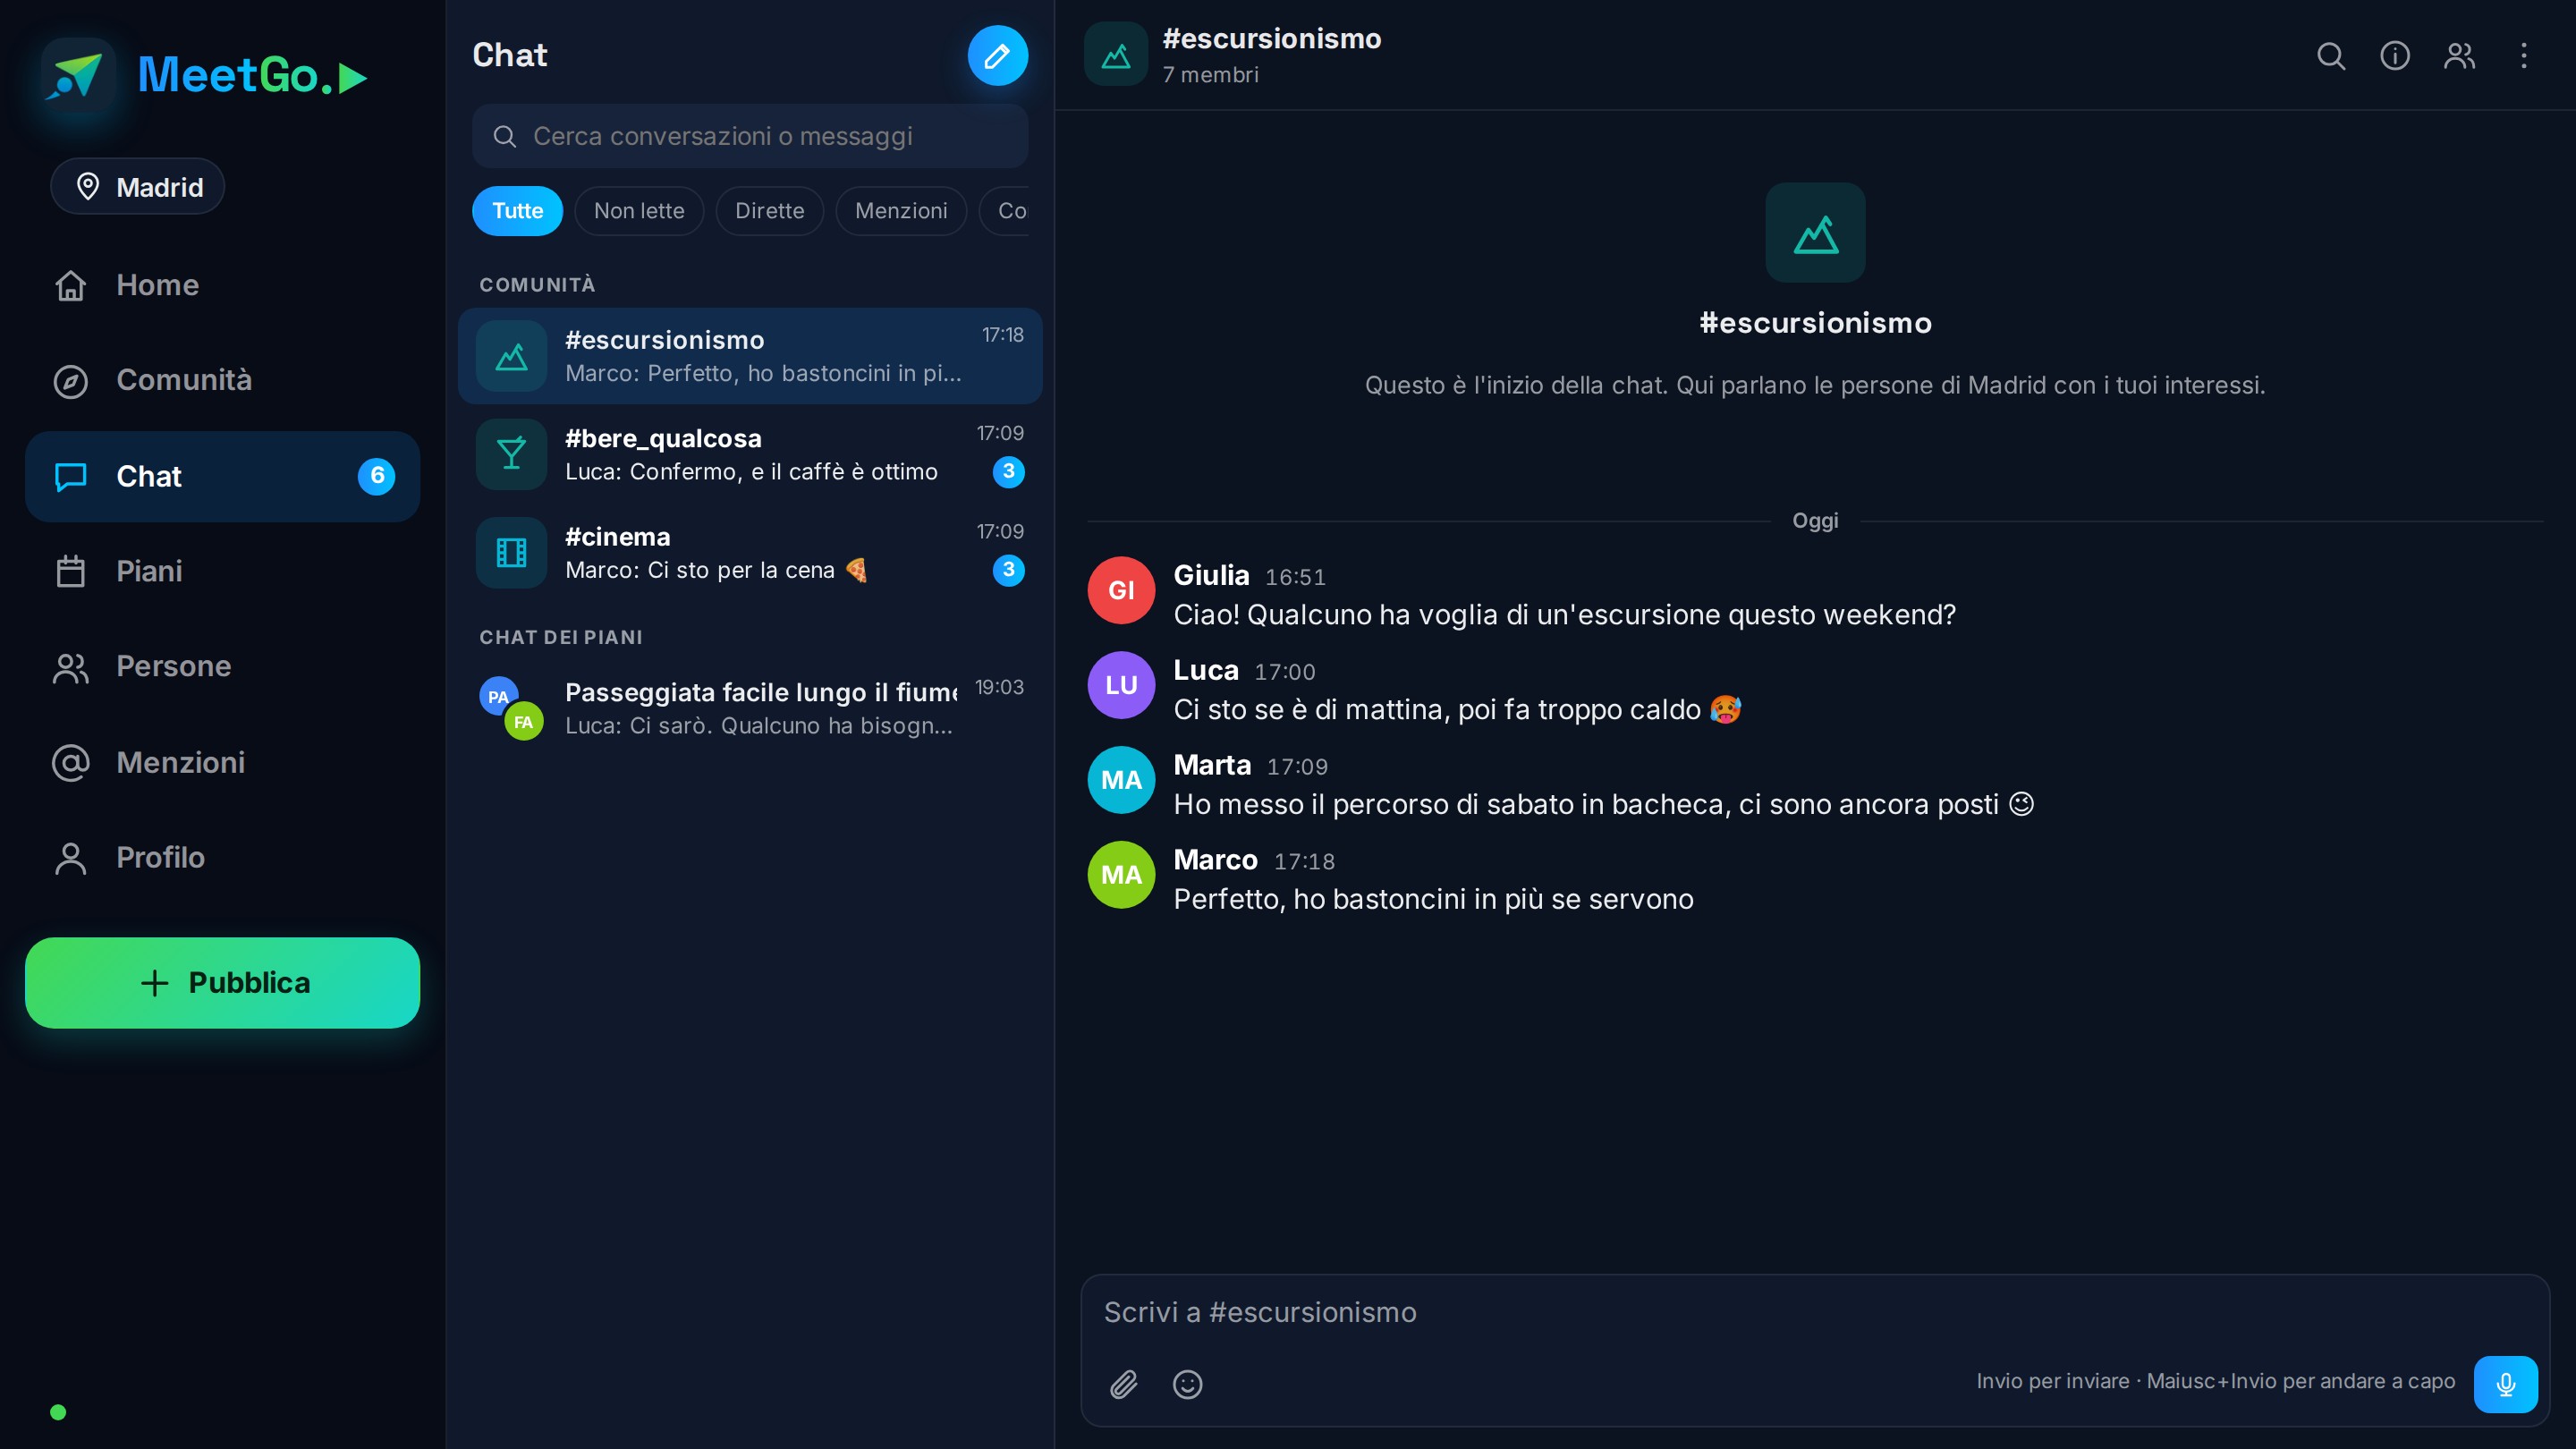 MeetGo.
Madrid
Home
Comunità
Chat
6
Piani
Persone
Menzioni
Profilo
Pubblica
Chat
Cerca conversazioni o messaggi
Tutte
Non lette
Dirette
Menzioni
COMUNITÀ
#escursionismo
17:18
Marco: Perfetto, ho bastoncini in pi...
#bere_qualcosa
17:09
Luca: Confermo, e il caffè è ottimo
3
#cinema
17:09
Marco: Ci sto per la cena 🍕
3
CHAT DEI PIANI
PA
FA
Passeggiata facile lungo il fiume
19:03
Luca: Ci sarò. Qualcuno ha bisogn...
#escursionismo
7 membri
#escursionismo
Questo è l'inizio della chat. Qui parlano le persone di Madrid con i tuoi interessi.
Oggi
GI
Giulia 16:51
Ciao! Qualcuno ha voglia di un'escursione questo weekend?
LU
Luca 17:00
Ci sto se è di mattina, poi fa troppo caldo 🥵
MA
Marta 17:09
Ho messo il percorso di sabato in bacheca, ci sono ancora posti 😉
MA
Marco 17:18
Perfetto, ho bastoncini in più se servono
Scrivi a #escursionismo
Invio per inviare · Maiusc+Invio per andare a capo